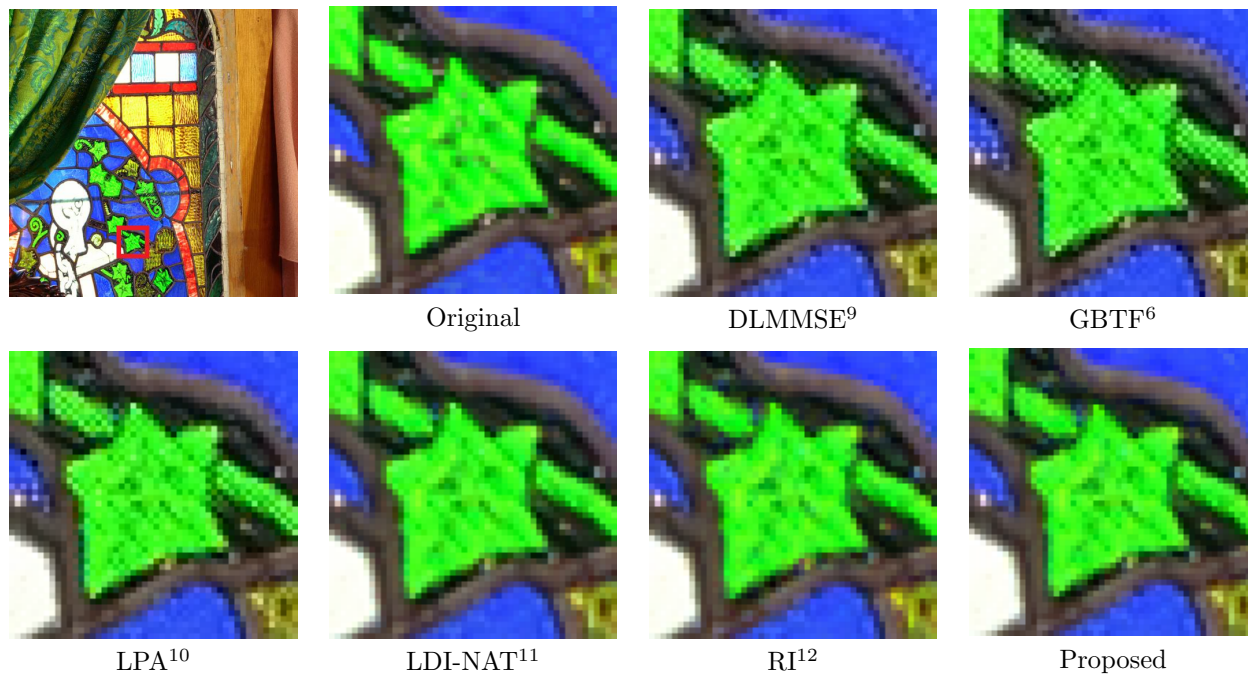 Original
DLMMSE⁹
GBTF⁶
LPA¹⁰
LDI-NAT¹¹
RI¹²
Proposed